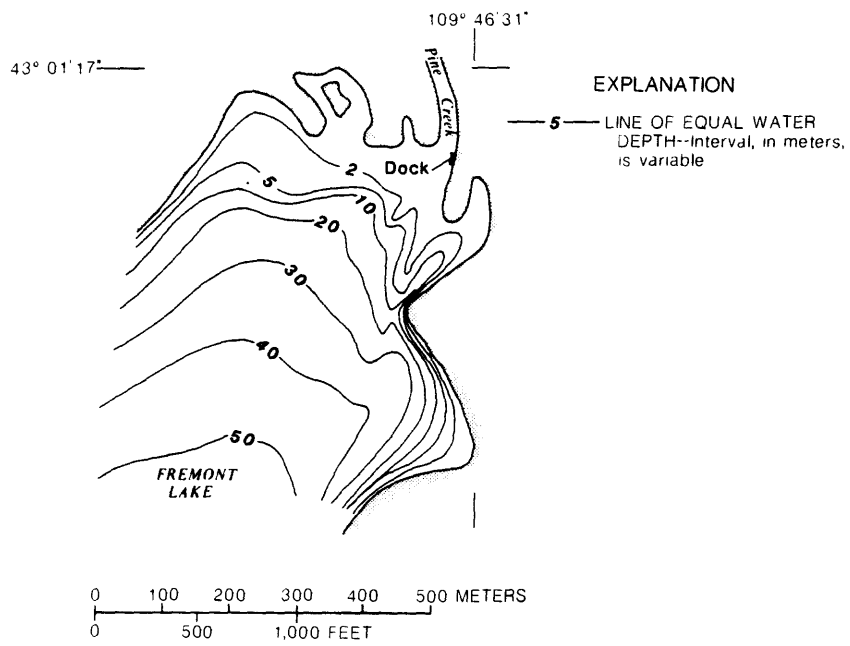 109° 46'31"
43° 01'17"
Pine
Creek
EXPLANATION
5 LINE OF EQUAL WATER
DEPTH--Interval, in meters,
is variable
Dock
2
5
10
20
30
40
50
FREMONT
LAKE
0 100 200 300 400 500 METERS
0 500 1,000 FEET